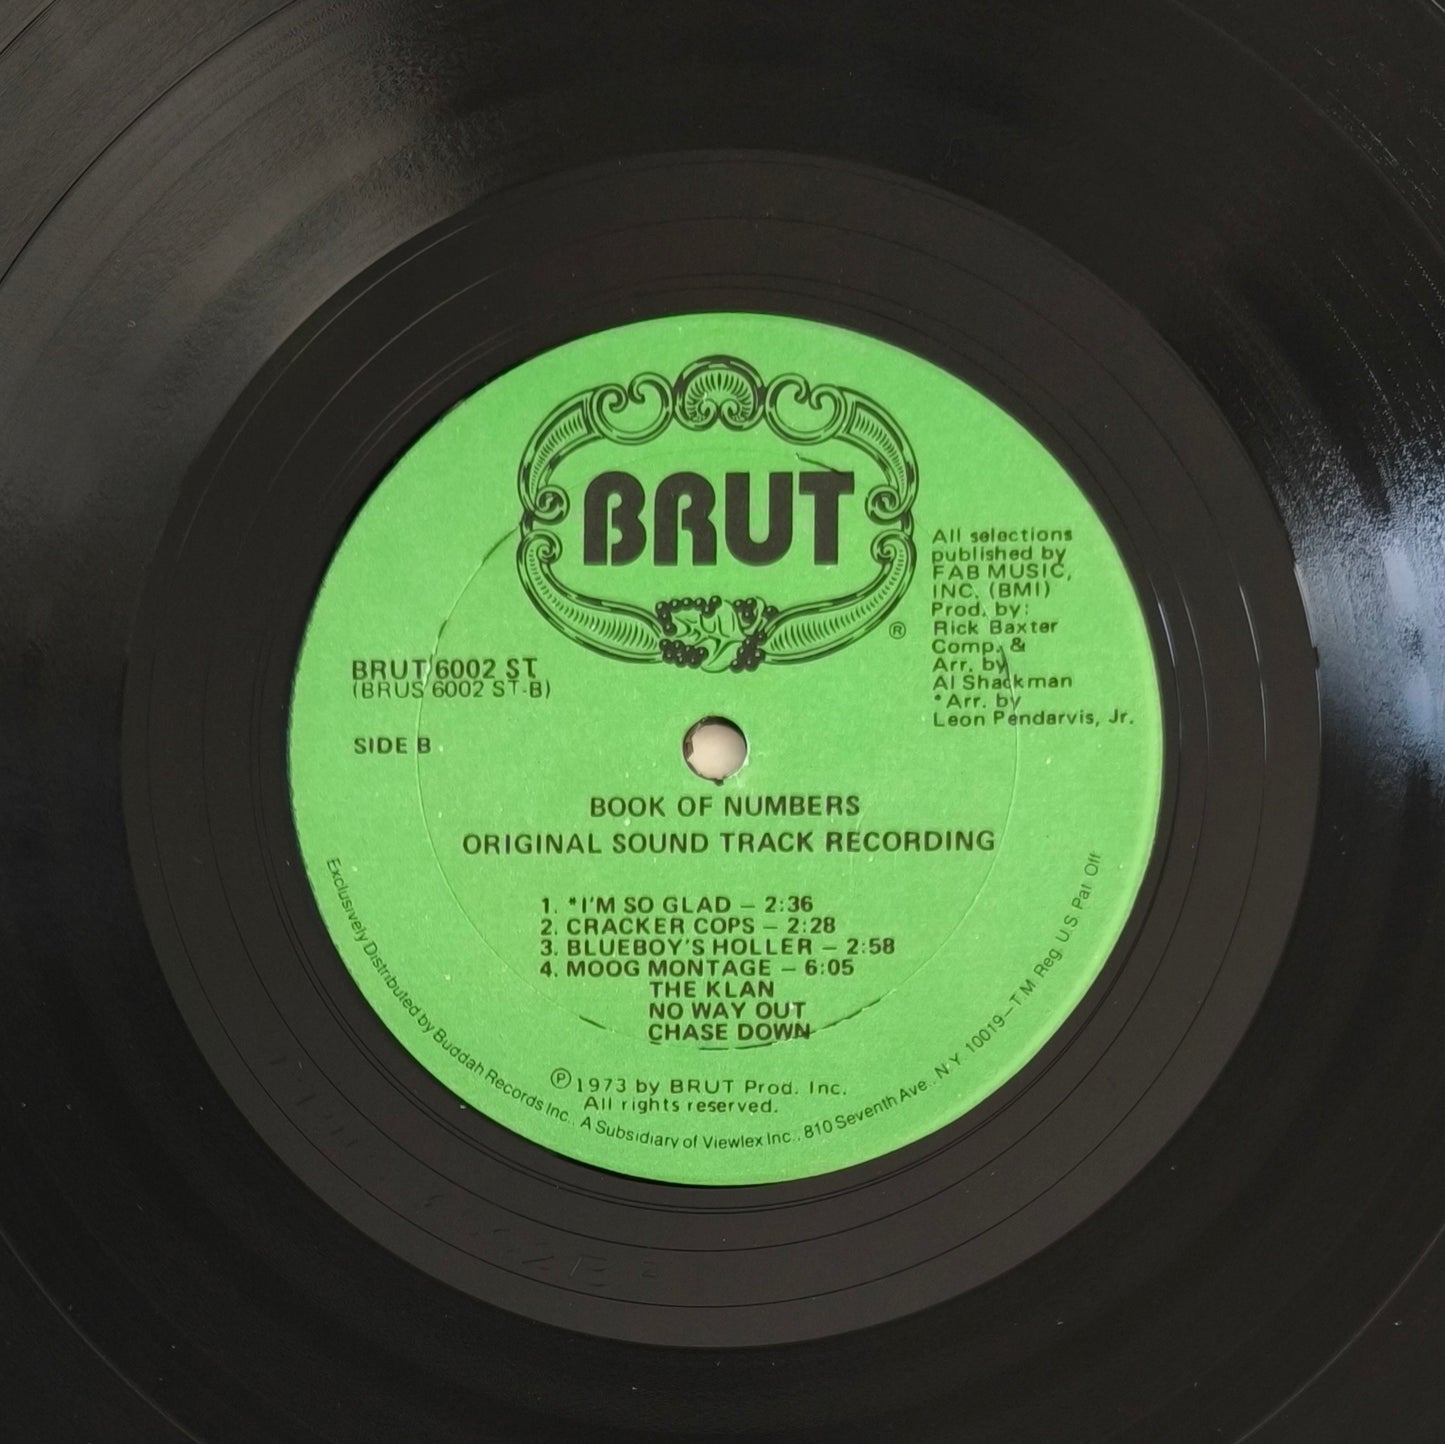 BRUT
®
All selections
published by
FAB MUSIC,
INC. (BMI)
Prod. by:
Rick Baxter
Comp. &
Arr. by
Al Shackman
*Arr. by
Leon Pendarvis, Jr.
BRUT 6002 ST
(BRUS 6002 ST-B)
SIDE B
BOOK OF NUMBERS
ORIGINAL SOUND TRACK RECORDING
1. *I'M SO GLAD – 2:36
2. CRACKER COPS – 2:28
3. BLUEBOY'S HOLLER – 2:58
4. MOOG MONTAGE – 6:05
THE KLAN
NO WAY OUT
CHASE DOWN
℗ 1973 by BRUT Prod. Inc.
All rights reserved.
Exclusively Distributed by Buddah Records Inc., A Subsidiary of Viewlex Inc., 810 Seventh Ave., N.Y. 10019—T.M. Reg. U.S. Pat. Off.